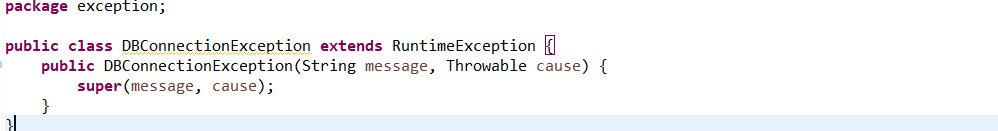 package exception;
public class DBConnectionException extends RuntimeException {
    public DBConnectionException(String message, Throwable cause) {
        super(message, cause);
    }
}